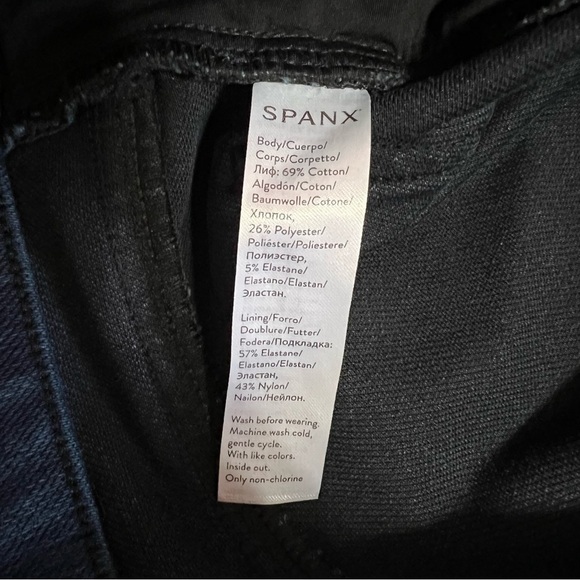 SPANX
Body/Cuerpo/
Corps/Corpetto/
Лиф: 69% Cotton/
Algodón/Coton/
Baumwolle/Cotone/
Хлопок,
26% Polyester/
Poliéster/Poliestere/
Полиэстер,
5% Elastane/
Elastano/Elastan/
Эластан.
Lining/Forro/
Doublure/Futter/
Fodera/Подкладка:
57% Elastane/
Elastano/Elastan/
Эластан,
43% Nylon/
Nailon/Нейлон.
Wash before wearing.
Machine wash cold,
gentle cycle.
With like colors.
Inside out.
Only non-chlorine